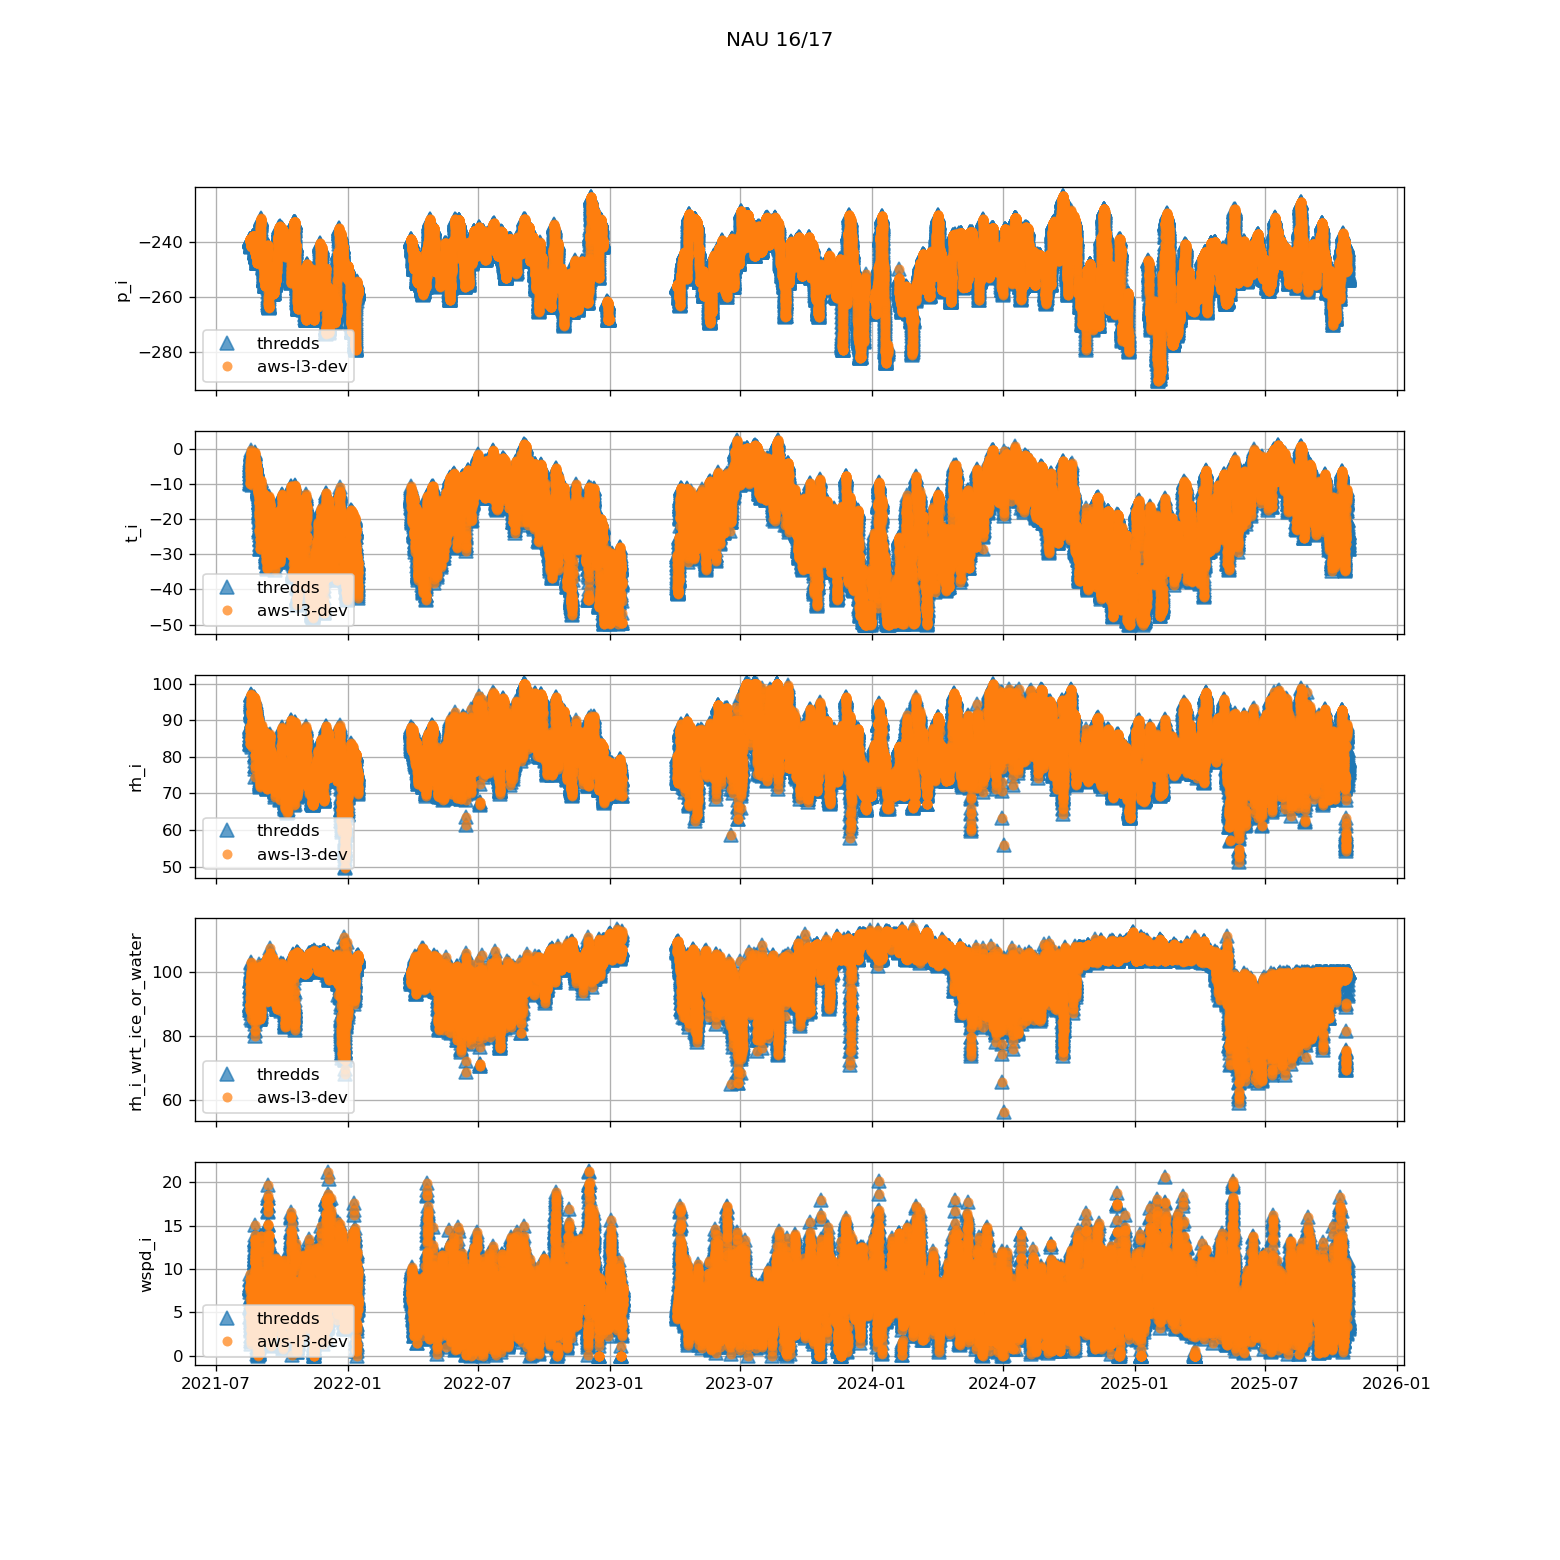 NAU 16/17
−240
−260
−280
p_i
thredds
aws-l3-dev
0
−10
−20
−30
−40
−50
t_i
thredds
aws-l3-dev
100
90
80
70
60
50
rh_i
thredds
aws-l3-dev
100
80
60
rh_i_wrt_ice_or_water
thredds
aws-l3-dev
20
15
10
5
0
wspd_i
thredds
aws-l3-dev
2021-07 2022-01 2022-07 2023-01 2023-07 2024-01 2024-07 2025-01 2025-07 2026-01